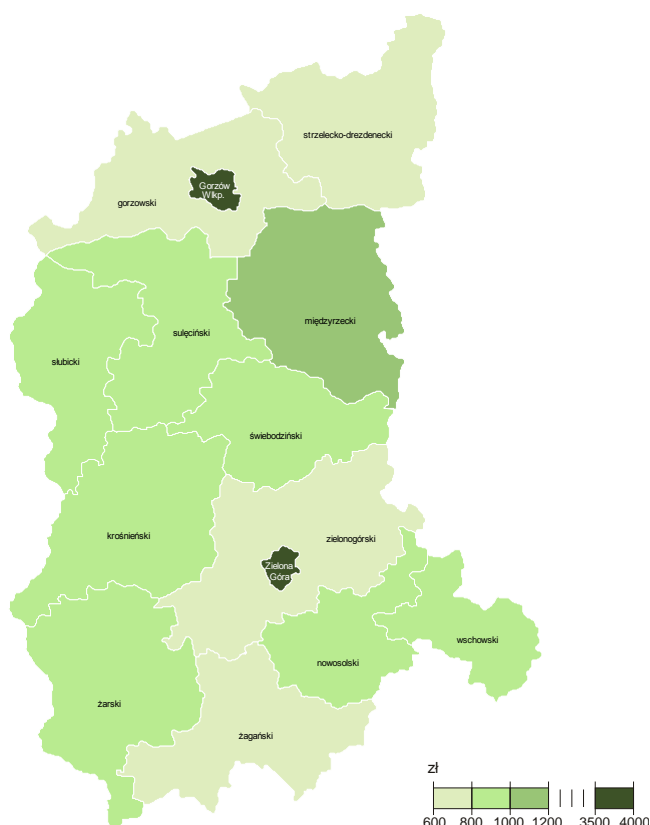 strzelecko-drezdenecki
Gorzów
Wlkp.
gorzowski
międzyrzecki
sulęciński
słubicki
świebodziński
krośnieński
zielonogórski
Zielona
Góra
wschowski
nowosolski
żarski
żagański
zł
600 800 1000 1200 3500 4000